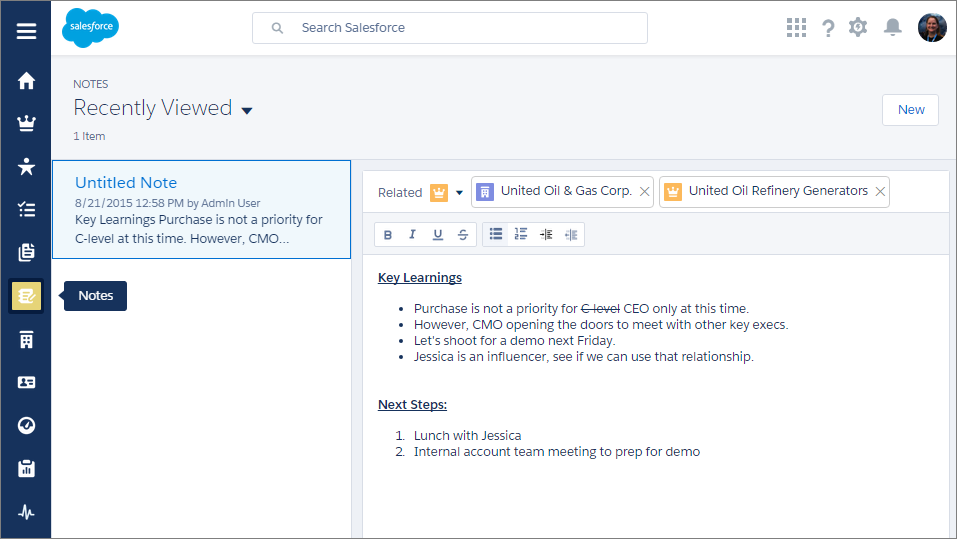 salesforce
Search Salesforce
NOTES
Recently Viewed
1 Item
New
Untitled Note
8/21/2015 12:58 PM by Admin User
Key Learnings Purchase is not a priority for
C-level at this time. However, CMO...
Notes
Related
United Oil & Gas Corp.
United Oil Refinery Generators
B I U S
Key Learnings
• Purchase is not a priority for C-level CEO only at this time.
• However, CMO opening the doors to meet with other key execs.
• Let's shoot for a demo next Friday.
• Jessica is an influencer, see if we can use that relationship.
Next Steps:
1. Lunch with Jessica
2. Internal account team meeting to prep for demo